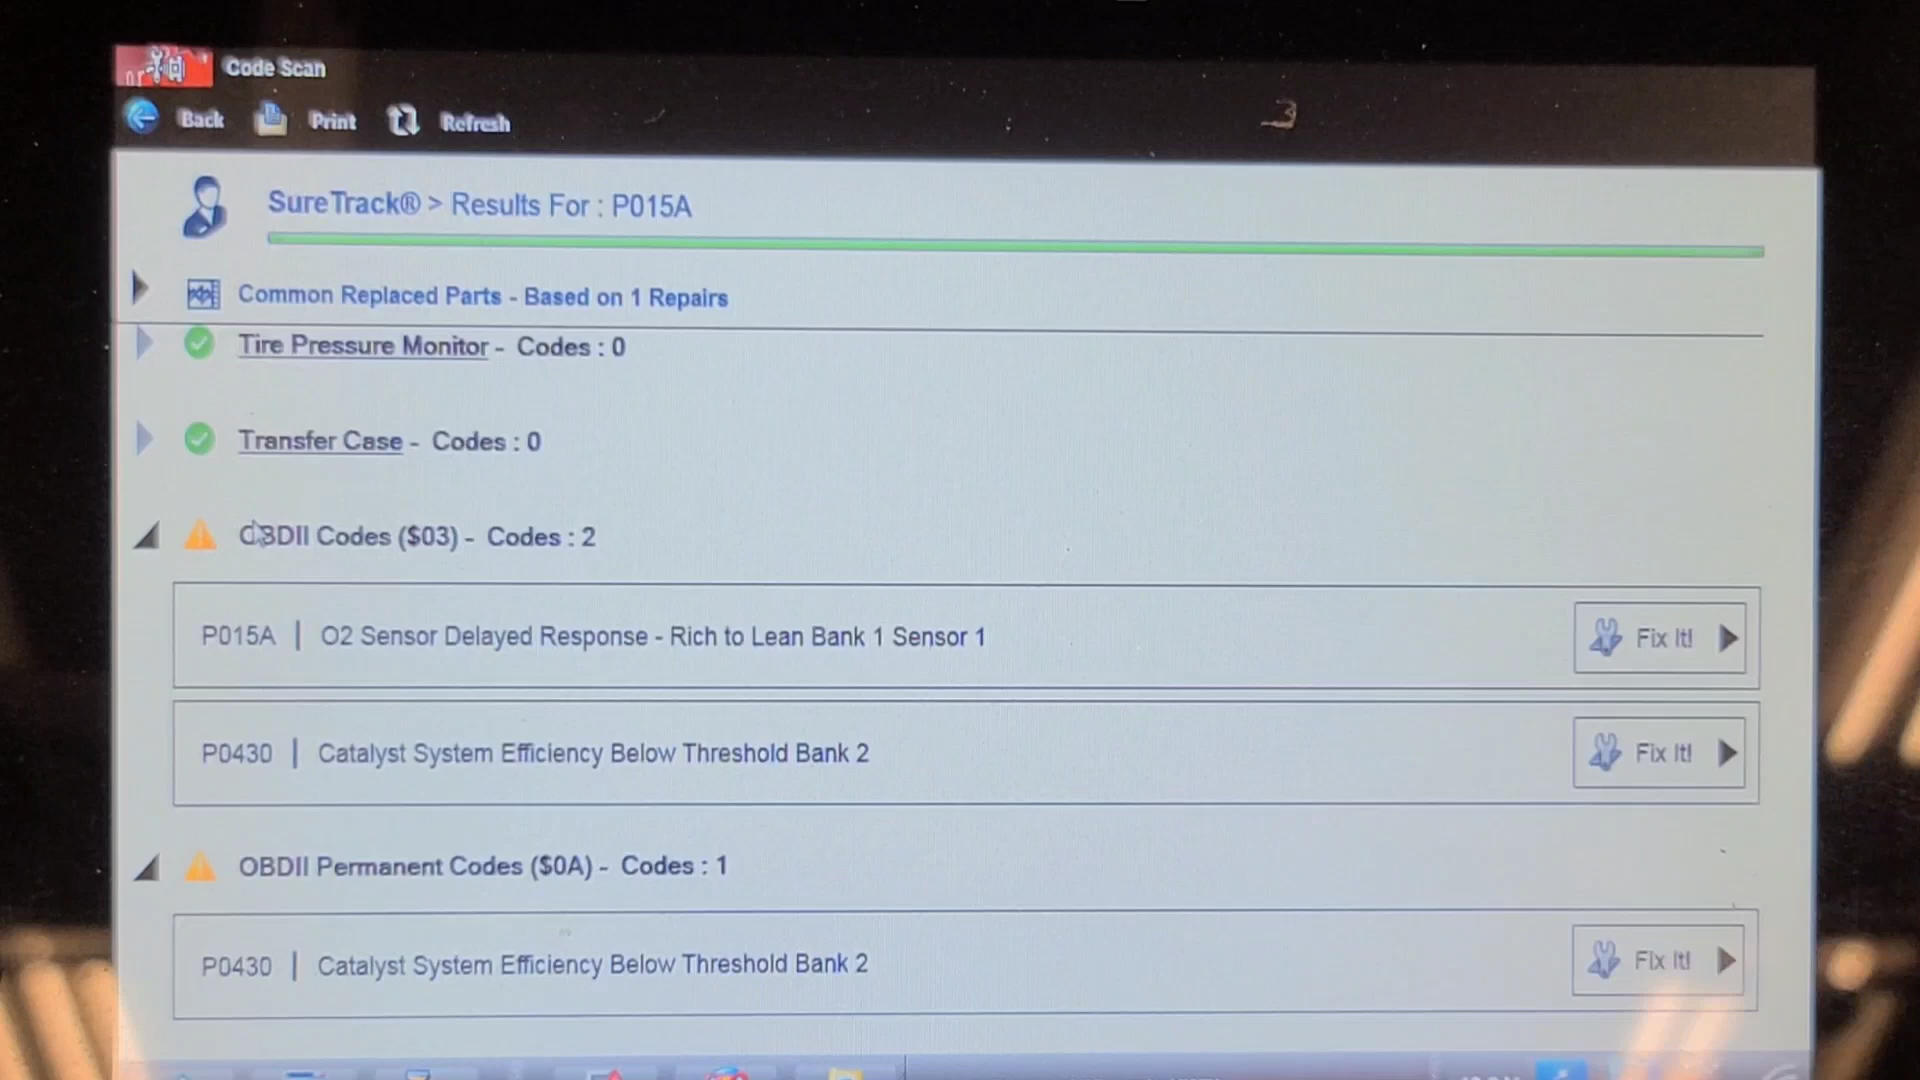 Code Scan
Back Print Refresh
SureTrack® > Results For : P015A
Common Replaced Parts - Based on 1 Repairs
Tire Pressure Monitor - Codes : 0
Transfer Case - Codes : 0
OBDII Codes ($03) - Codes : 2
P015A | O2 Sensor Delayed Response - Rich to Lean Bank 1 Sensor 1 Fix It!
P0430 | Catalyst System Efficiency Below Threshold Bank 2 Fix It!
OBDII Permanent Codes ($0A) - Codes : 1
P0430 | Catalyst System Efficiency Below Threshold Bank 2 Fix It!